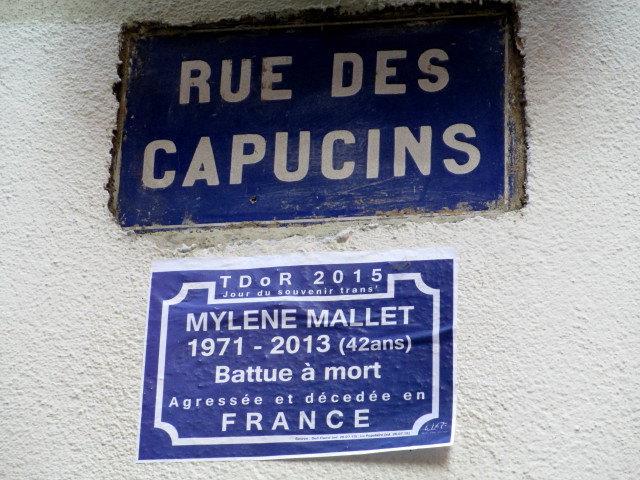 RUE DES
CAPUCINS
TDoR 2015
Jour du souvenir trans'
MYLENE MALLET
1971 - 2013 (42ans)
Battue à mort
Agressée et décedée en
FRANCE